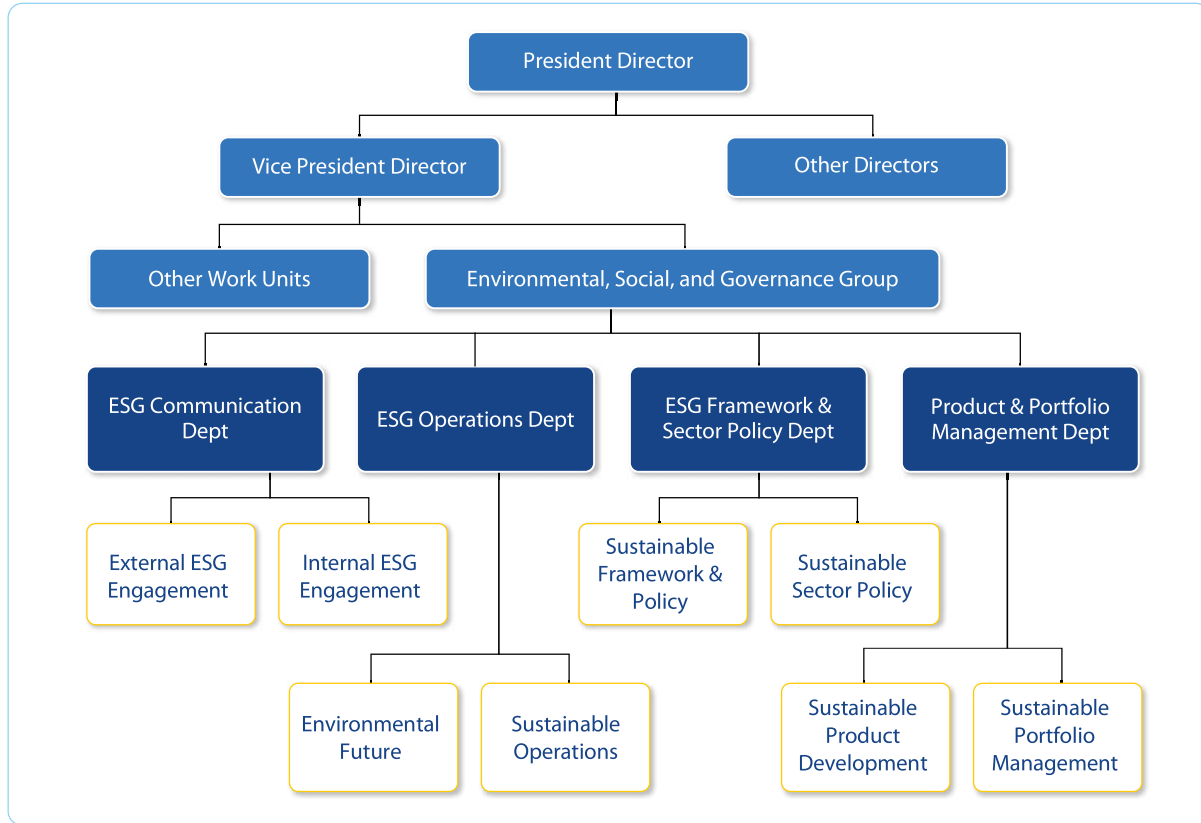 President Director
Vice President Director
Other Directors
Other Work Units
Environmental, Social, and Governance Group
ESG Communication
Dept
ESG Operations Dept
ESG Framework &
Sector Policy Dept
Product & Portfolio
Management Dept
External ESG
Engagement
Internal ESG
Engagement
Sustainable
Framework &
Policy
Sustainable
Sector Policy
Environmental
Future
Sustainable
Operations
Sustainable
Product
Development
Sustainable
Portfolio
Management